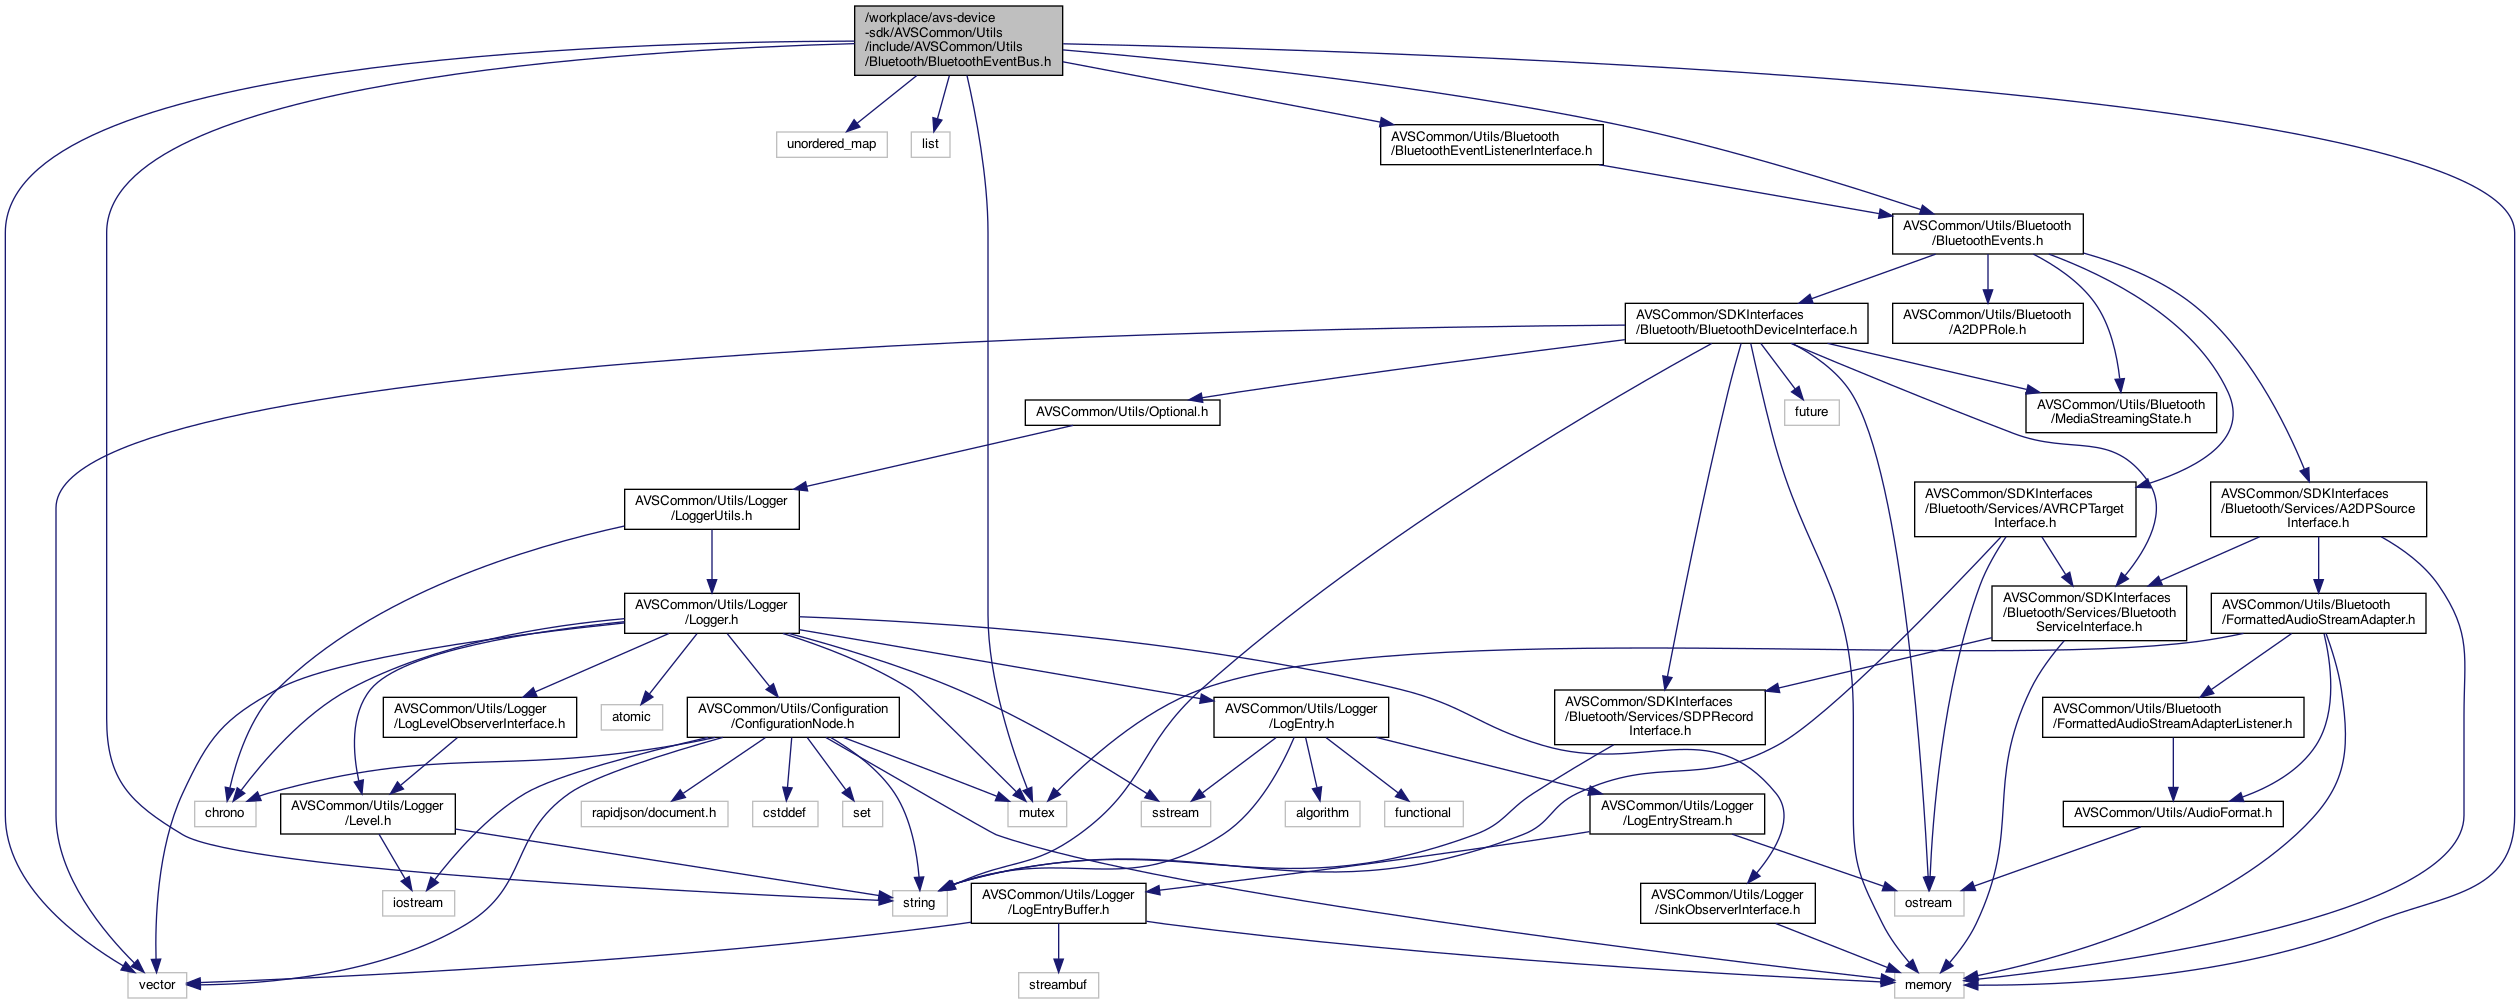 /workplace/avs-device
-sdk/AVSCommon/Utils
/include/AVSCommon/Utils
/Bluetooth/BluetoothEventBus.h
unordered_map
list
AVSCommon/Utils/Bluetooth
/BluetoothEventListenerInterface.h
AVSCommon/Utils/Bluetooth
/BluetoothEvents.h
AVSCommon/SDKInterfaces
/Bluetooth/BluetoothDeviceInterface.h
AVSCommon/Utils/Bluetooth
/A2DPRole.h
AVSCommon/Utils/Optional.h
future
AVSCommon/Utils/Bluetooth
/MediaStreamingState.h
AVSCommon/Utils/Logger
/LoggerUtils.h
AVSCommon/SDKInterfaces
/Bluetooth/Services/AVRCPTarget
Interface.h
AVSCommon/SDKInterfaces
/Bluetooth/Services/A2DPSource
Interface.h
AVSCommon/Utils/Logger
/Logger.h
AVSCommon/SDKInterfaces
/Bluetooth/Services/Bluetooth
ServiceInterface.h
AVSCommon/Utils/Bluetooth
/FormattedAudioStreamAdapter.h
AVSCommon/Utils/Logger
/LogLevelObserverInterface.h
atomic
AVSCommon/Utils/Configuration
/ConfigurationNode.h
AVSCommon/Utils/Logger
/LogEntry.h
AVSCommon/SDKInterfaces
/Bluetooth/Services/SDPRecord
Interface.h
AVSCommon/Utils/Bluetooth
/FormattedAudioStreamAdapterListener.h
chrono
AVSCommon/Utils/Logger
/Level.h
rapidjson/document.h
cstddef
set
mutex
sstream
algorithm
functional
AVSCommon/Utils/Logger
/LogEntryStream.h
AVSCommon/Utils/AudioFormat.h
iostream
string
AVSCommon/Utils/Logger
/LogEntryBuffer.h
AVSCommon/Utils/Logger
/SinkObserverInterface.h
ostream
vector
streambuf
memory